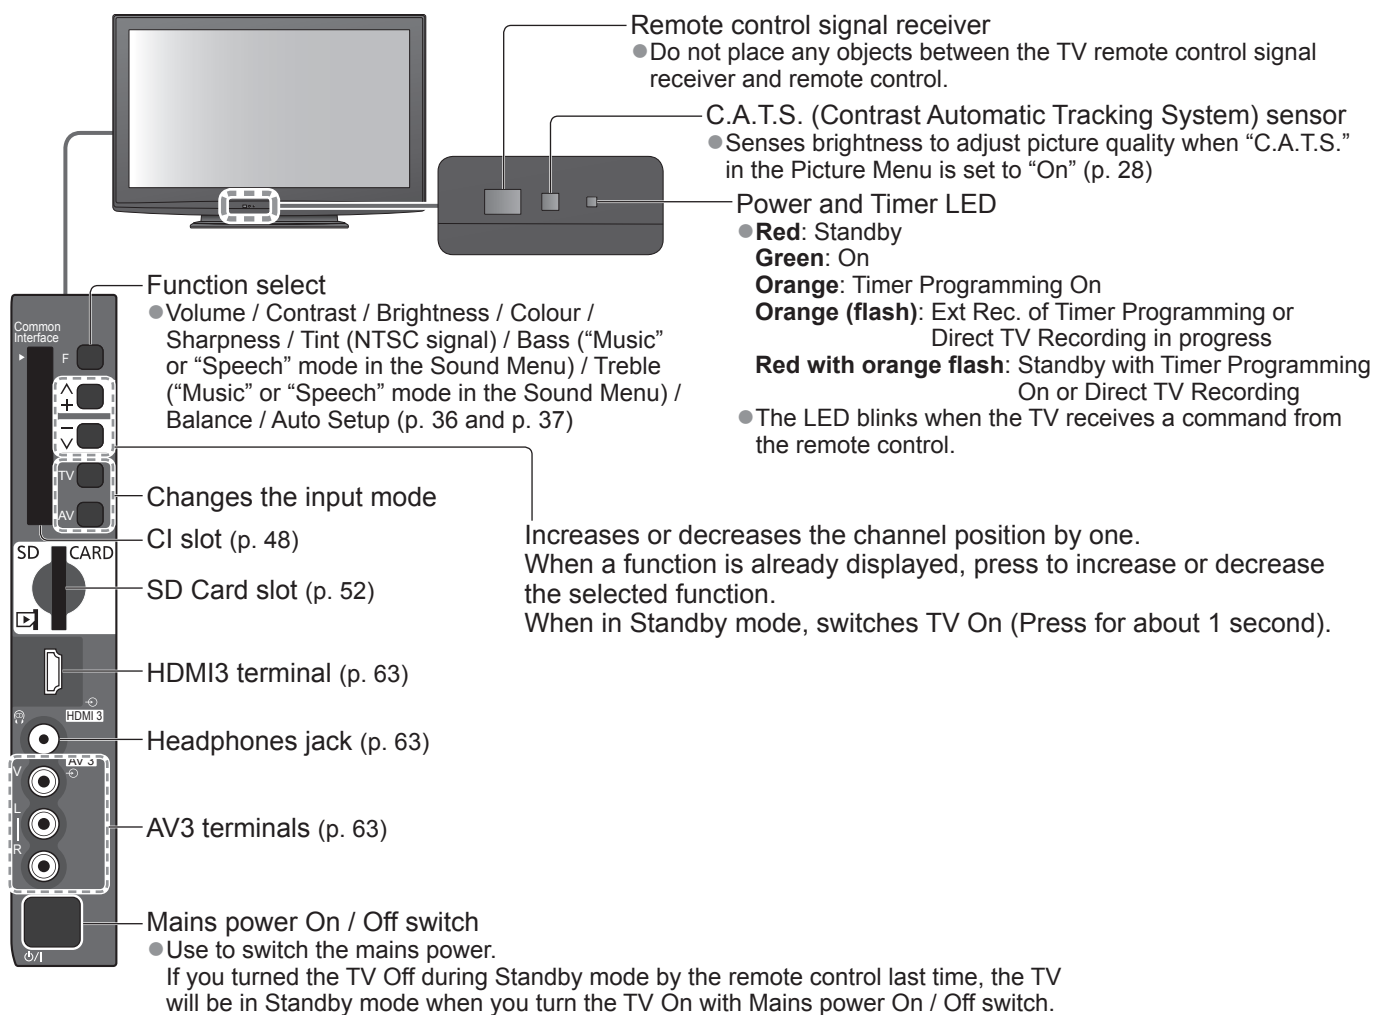 Remote control signal receiver
●Do not place any objects between the TV remote control signal
receiver and remote control.
C.A.T.S. (Contrast Automatic Tracking System) sensor
●Senses brightness to adjust picture quality when “C.A.T.S.”
in the Picture Menu is set to “On” (p. 28)
Power and Timer LED
●Red: Standby
Green: On
Orange: Timer Programming On
Orange (flash): Ext Rec. of Timer Programming or
Direct TV Recording in progress
Red with orange flash: Standby with Timer Programming
On or Direct TV Recording
●The LED blinks when the TV receives a command from
the remote control.
Function select
●Volume / Contrast / Brightness / Colour /
Sharpness / Tint (NTSC signal) / Bass (“Music”
or “Speech” mode in the Sound Menu) / Treble
(“Music” or “Speech” mode in the Sound Menu) /
Balance / Auto Setup (p. 36 and p. 37)
Changes the input mode
CI slot (p. 48)
SD Card slot (p. 52)
Increases or decreases the channel position by one.
When a function is already displayed, press to increase or decrease
the selected function.
When in Standby mode, switches TV On (Press for about 1 second).
HDMI3 terminal (p. 63)
Headphones jack (p. 63)
AV3 terminals (p. 63)
Mains power On / Off switch
●Use to switch the mains power.
If you turned the TV Off during Standby mode by the remote control last time, the TV
will be in Standby mode when you turn the TV On with Mains power On / Off switch.
Common
Interface
F
+
−
TV
AV
SD CARD
HDMI 3
AV 3
V
L
R
⏻/I